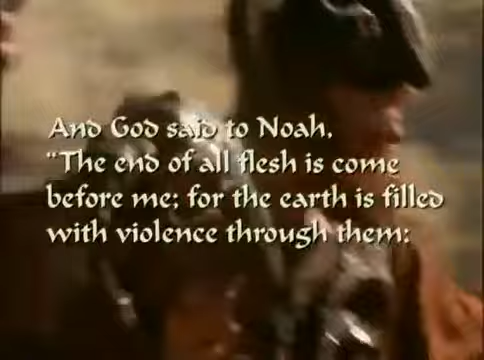 And God said to Noah,
"The end of all flesh is come
before me; for the earth is filled
with violence through them: